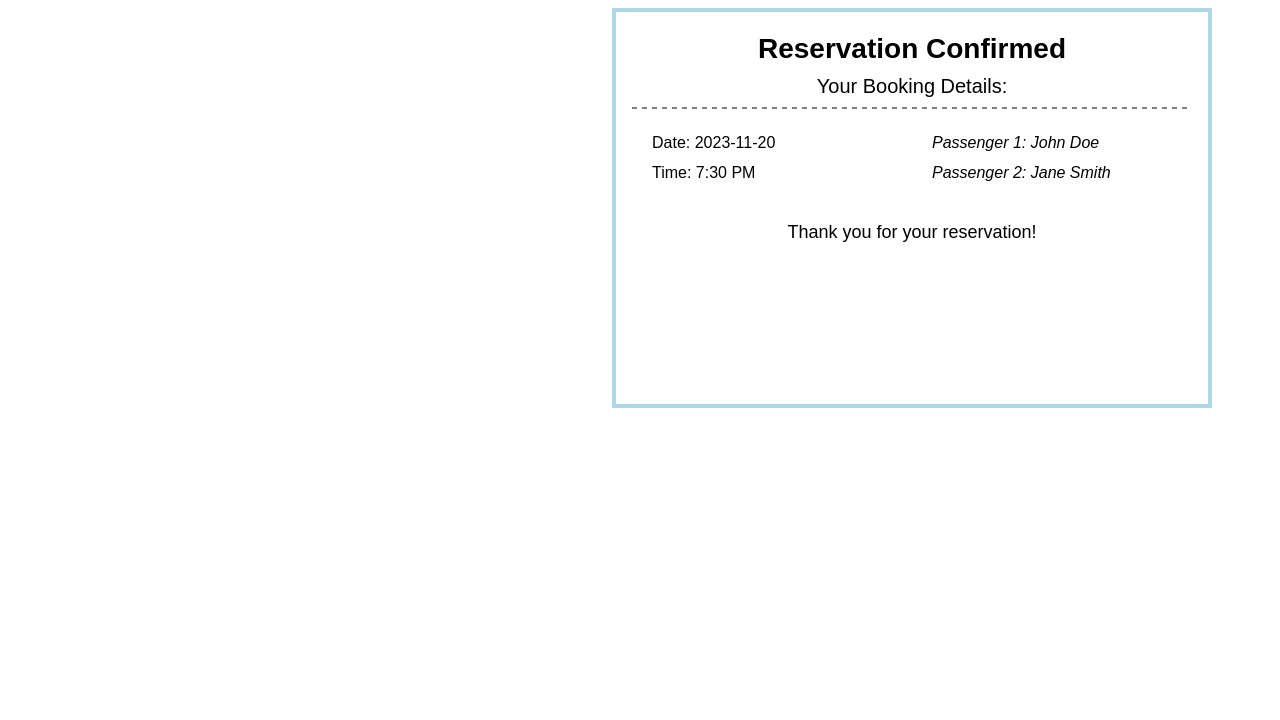 Reservation Confirmed
Your Booking Details:
Date: 2023-11-20
Time: 7:30 PM
Passenger 1: John Doe
Passenger 2: Jane Smith
Thank you for your reservation!